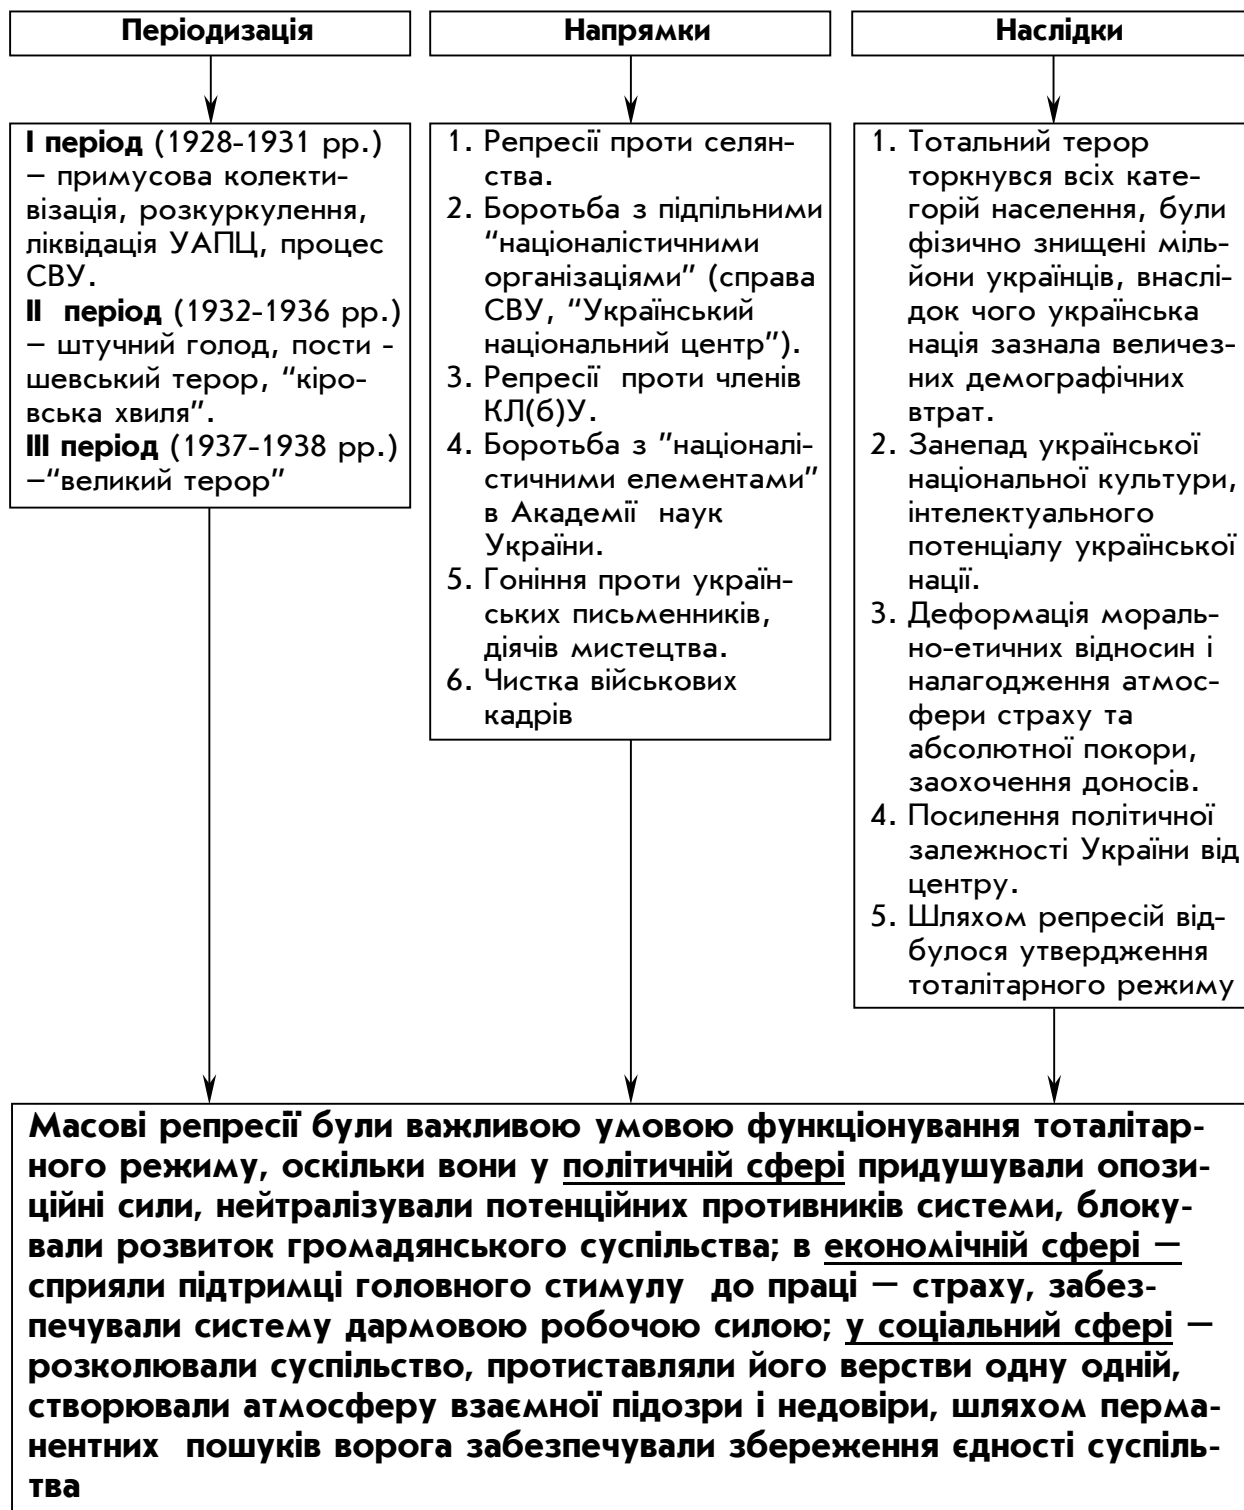 Періодизація
I період (1928-1931 рр.)
– примусова колекти-
візація, розкуркулення,
ліквідація УАПЦ, процес
СВУ.
II період (1932-1936 рр.)
– штучний голод, пости -
шевський терор, “кіро-
вська хвиля”.
III період (1937-1938 рр.)
–“великий терор”
Напрямки
1. Репресії проти селян-
ства.
2. Боротьба з підпільними
“націоналістичними
організаціями” (справа
СВУ, “Український
національний центр”).
3. Репресії проти членів
КЛ(б)У.
4. Боротьба з ”націоналі-
стичними елементами”
в Академії наук
України.
5. Гоніння проти україн-
ських письменників,
діячів мистецтва.
6. Чистка військових
кадрів
Наслідки
1. Тотальний терор
торкнувся всіх кате-
горій населення, були
фізично знищені міль-
йони українців, внаслі-
док чого українська
нація зазнала величез-
них демографічних
втрат.
2. Занепад української
національної культури,
інтелектуального
потенціалу української
нації.
3. Деформація мораль-
но-етичних відносин і
налагодження атмос-
фери страху та
абсолютної покори,
заохочення доносів.
4. Посилення політичної
залежності України від
центру.
5. Шляхом репресій від-
булося утвердження
тоталітарного режиму
Масові репресії були важливою умовою функціонування тоталітар-
ного режиму, оскільки вони у політичній сфері придушували опози-
ційні сили, нейтралізували потенційних противників системи, блоку-
вали розвиток громадянського суспільства; в економічній сфері –
сприяли підтримці головного стимулу до праці – страху, забез-
печували систему дармовою робочою силою; у соціальний сфері –
розколювали суспільство, протиставляли його верстви одну одній,
створювали атмосферу взаємної підозри і недовіри, шляхом перма-
нентних пошуків ворога забезпечували збереження єдності суспіль-
тва